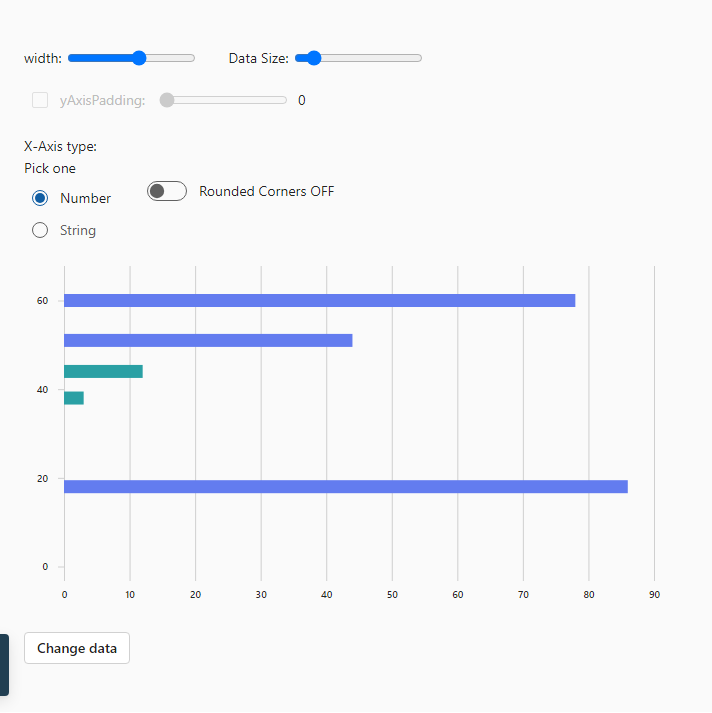 width: Data Size:
yAxisPadding: 0
X-Axis type:
Pick one
Number
Rounded Corners OFF
String
60
40
20
0
0 10 20 30 40 50 60 70 80 90
Change data